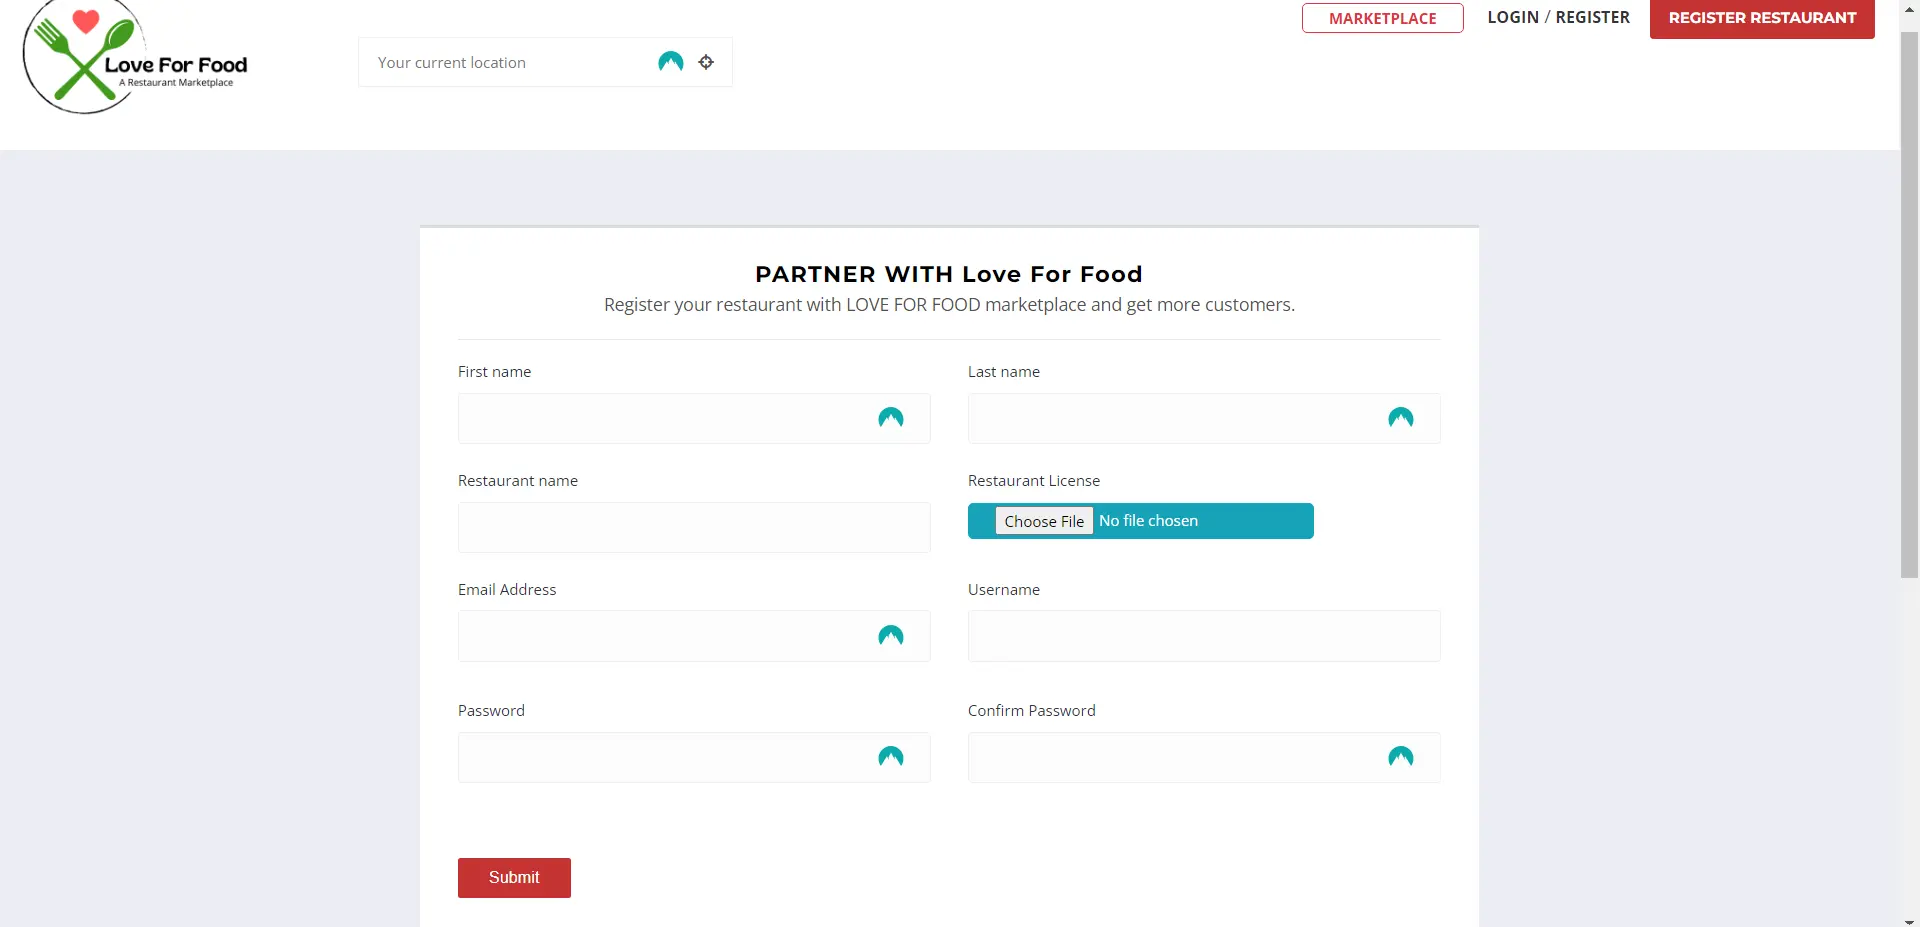 Love For Food
A Restaurant Marketplace
Your current location
MARKETPLACE
LOGIN / REGISTER
REGISTER RESTAURANT
PARTNER WITH Love For Food
Register your restaurant with LOVE FOR FOOD marketplace and get more customers.
First name
Last name
Restaurant name
Restaurant License
Choose File No file chosen
Email Address
Username
Password
Confirm Password
Submit